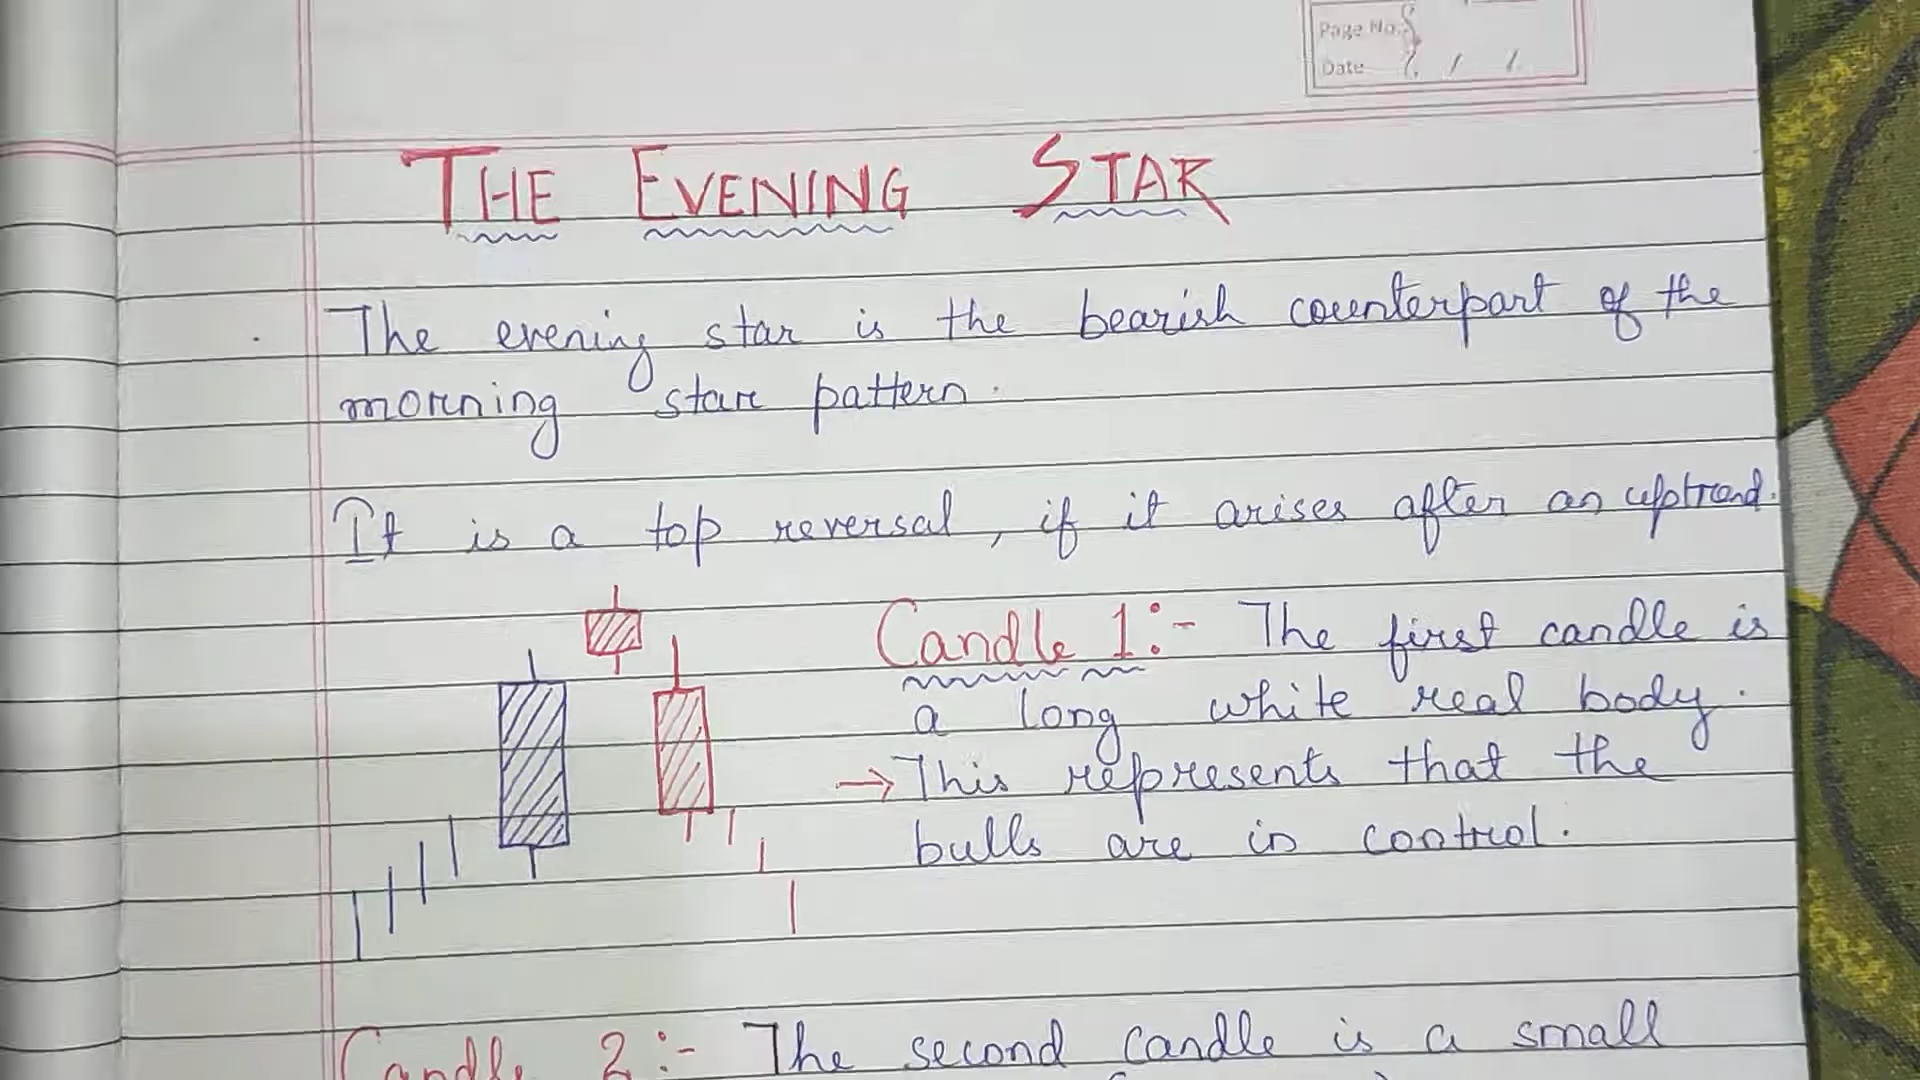 Page No.
Date
THE EVENING STAR
The evening star is the bearish counterpart of the
morning star pattern.
It is a top reversal, if it arises after an uptrend.
Candle 1:- The first candle is
a long white real body.
→ This represents that the
bulls are in control.
Candle 2:- The second candle is a small